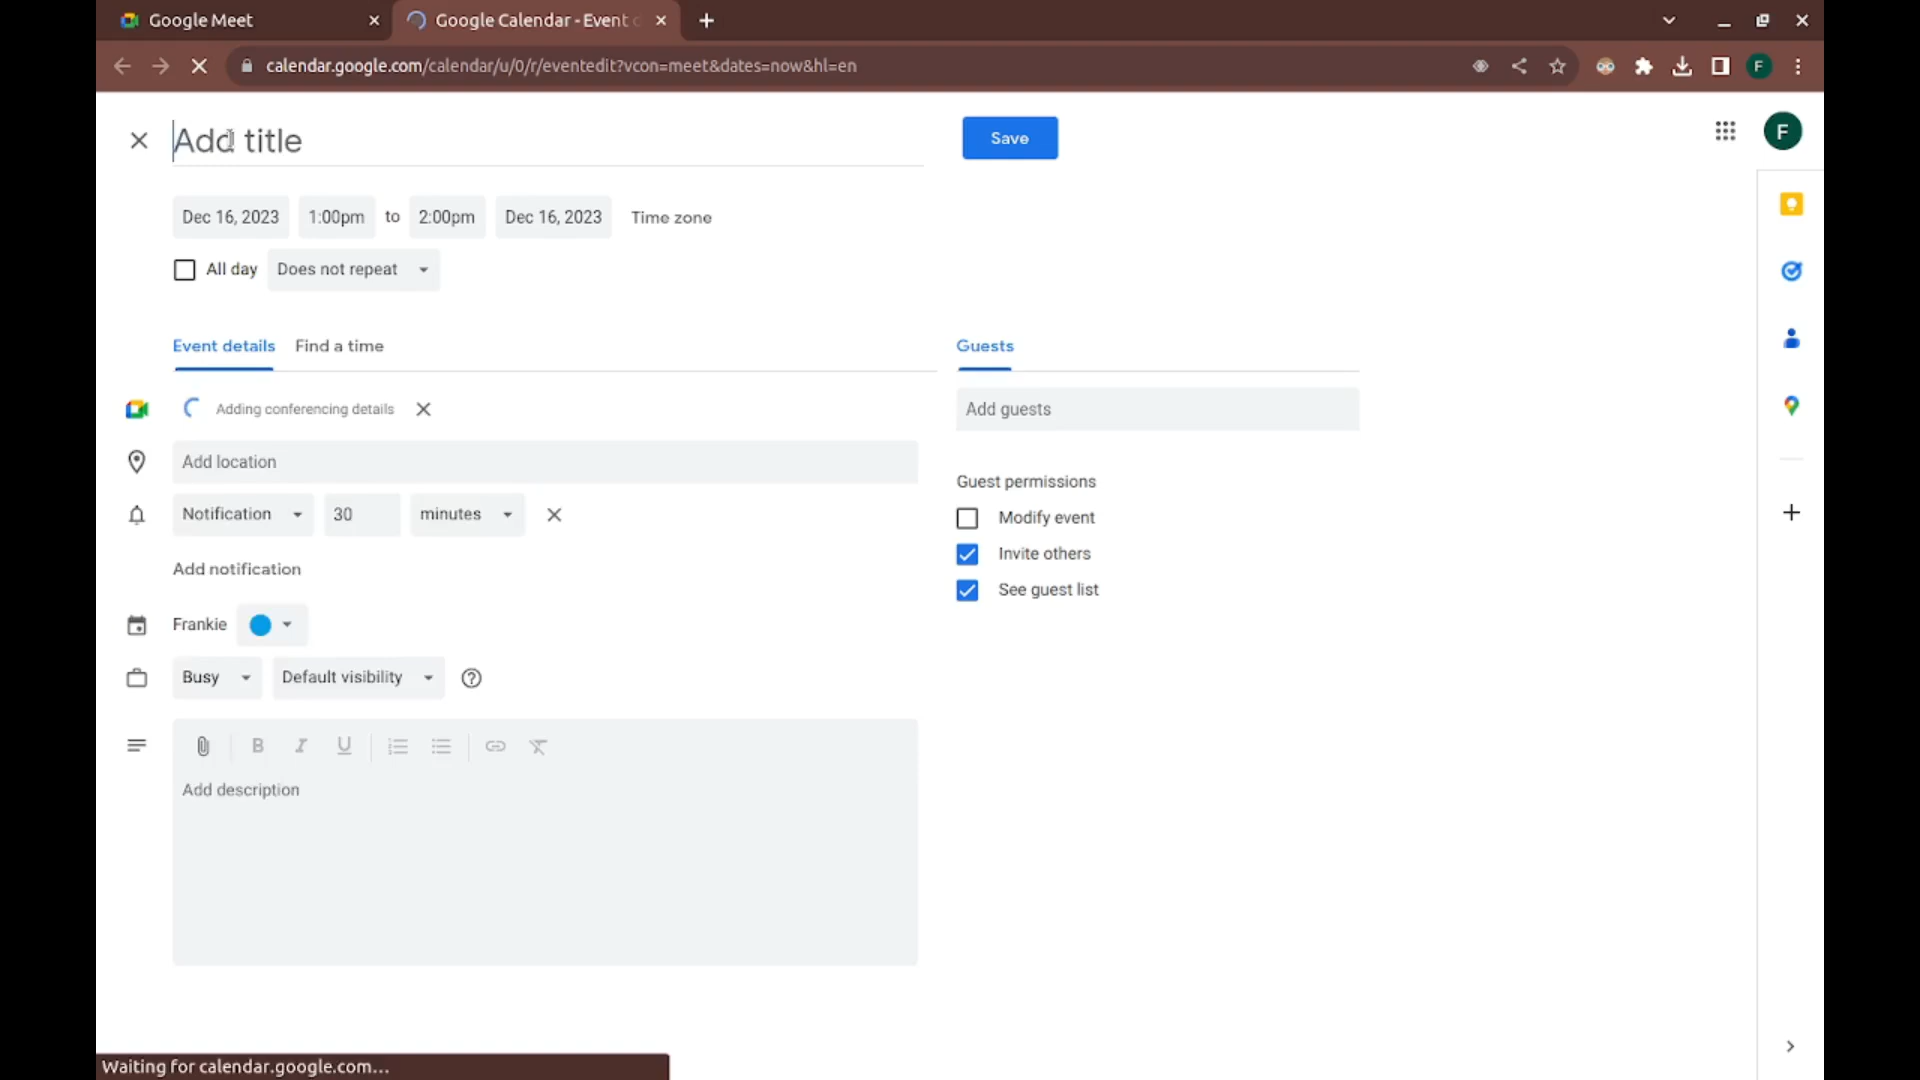 Google Meet
Google Calendar - Event
calendar.google.com/calendar/u/0/r/eventedit?vcon=meet&dates=now&hl=en
F
Add title
Save
F
Dec 16, 2023 1:00pm to 2:00pm Dec 16, 2023 Time zone
All day Does not repeat
Event details Find a time
Guests
Adding conferencing details
Add guests
Add location
Guest permissions
Notification 30 minutes
Modify event
Invite others
Add notification
See guest list
Frankie
Busy Default visibility
B I U
Add description
Waiting for calendar.google.com...